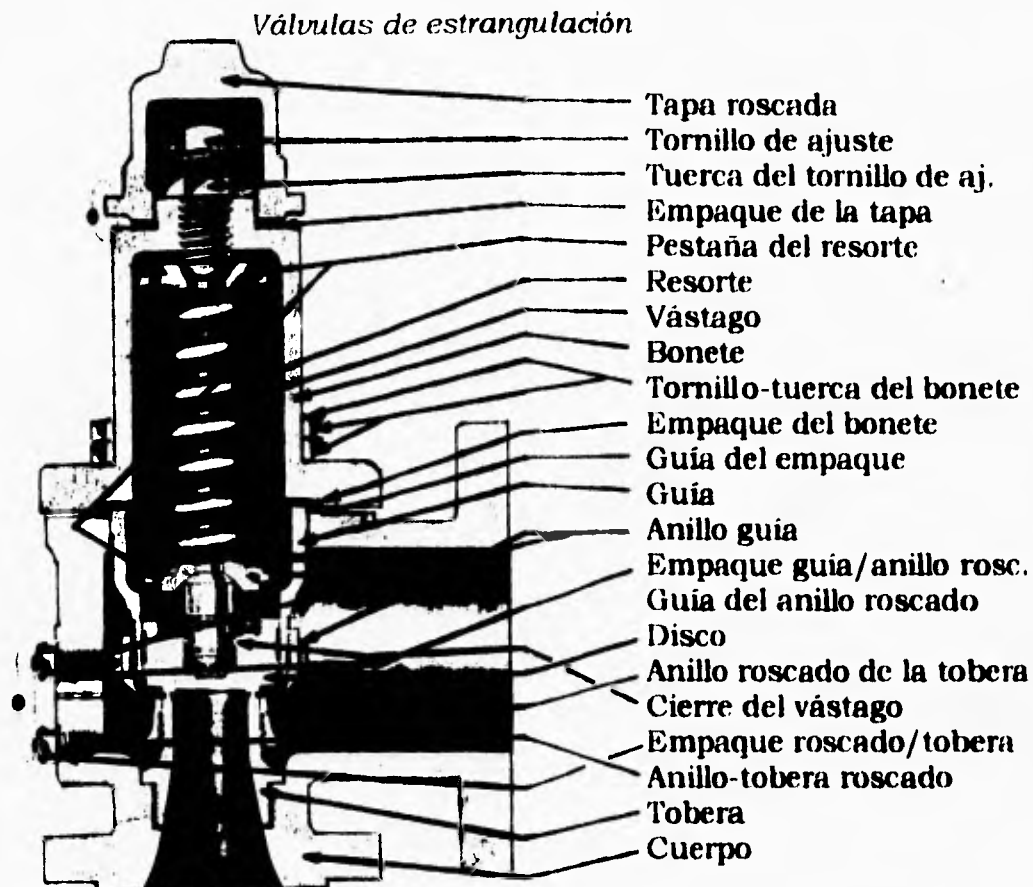 Válvulas de estrangulación
Tapa roscada
Tornillo de ajuste
Tuerca del tornillo de aj.
Empaque de la tapa
Pestaña del resorte
Resorte
Vástago
Bonete
Tornillo-tuerca del bonete
Empaque del bonete
Guía del empaque
Guía
Anillo guía
Empaque guía/anillo rosc.
Guía del anillo roscado
Disco
Anillo roscado de la tobera
Cierre del vástago
Empaque roscado/tobera
Anillo-tobera roscado
Tobera
Cuerpo